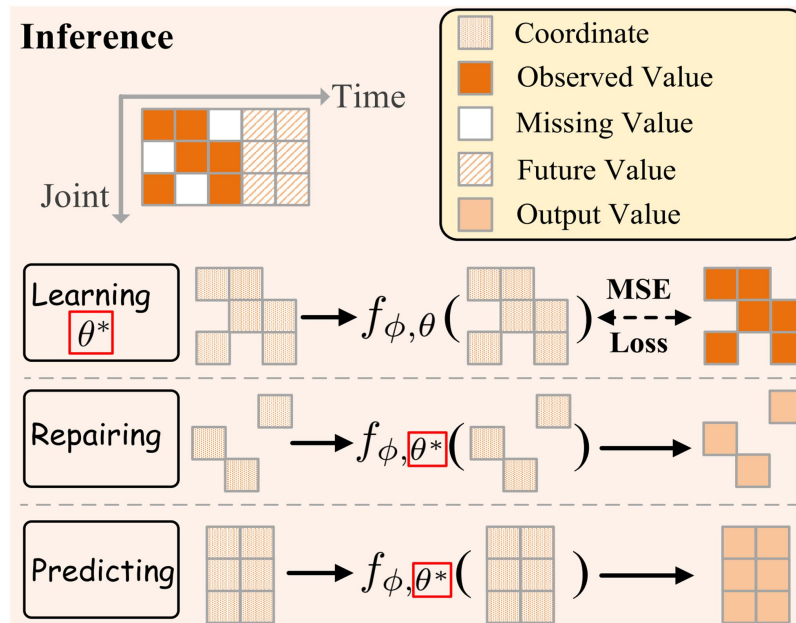 Inference
Time
Joint
Coordinate
Observed Value
Missing Value
Future Value
Output Value
Learning
θ*
f_{ϕ,θ}( )
MSE
Loss
Repairing
f_{ϕ,θ*}( )
Predicting
f_{ϕ,θ*}( )